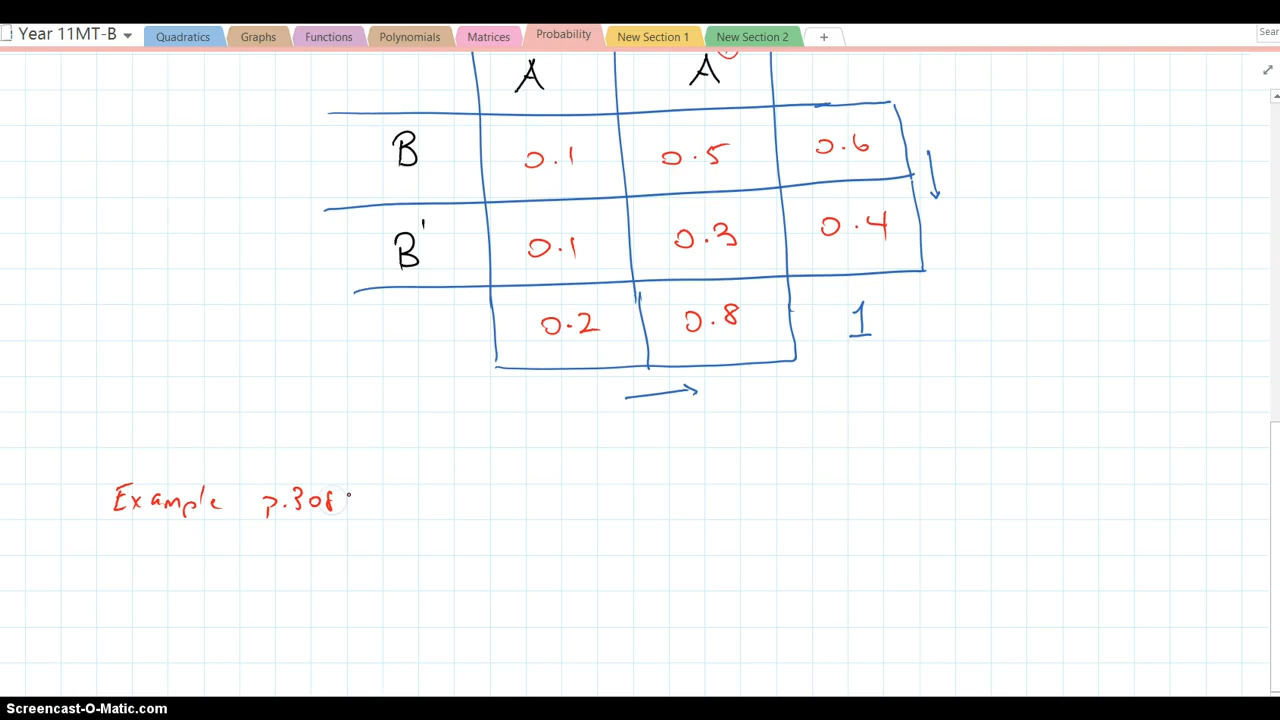 Year 11MT-B Quadratics Graphs Functions Polynomials Matrices Probability New Section 1 New Section 2 + Sear
A A'
B 0.1 0.5 0.6
B' 0.1 0.3 0.4
0.2 0.8 1
Example p.308
Screencast-O-Matic.com